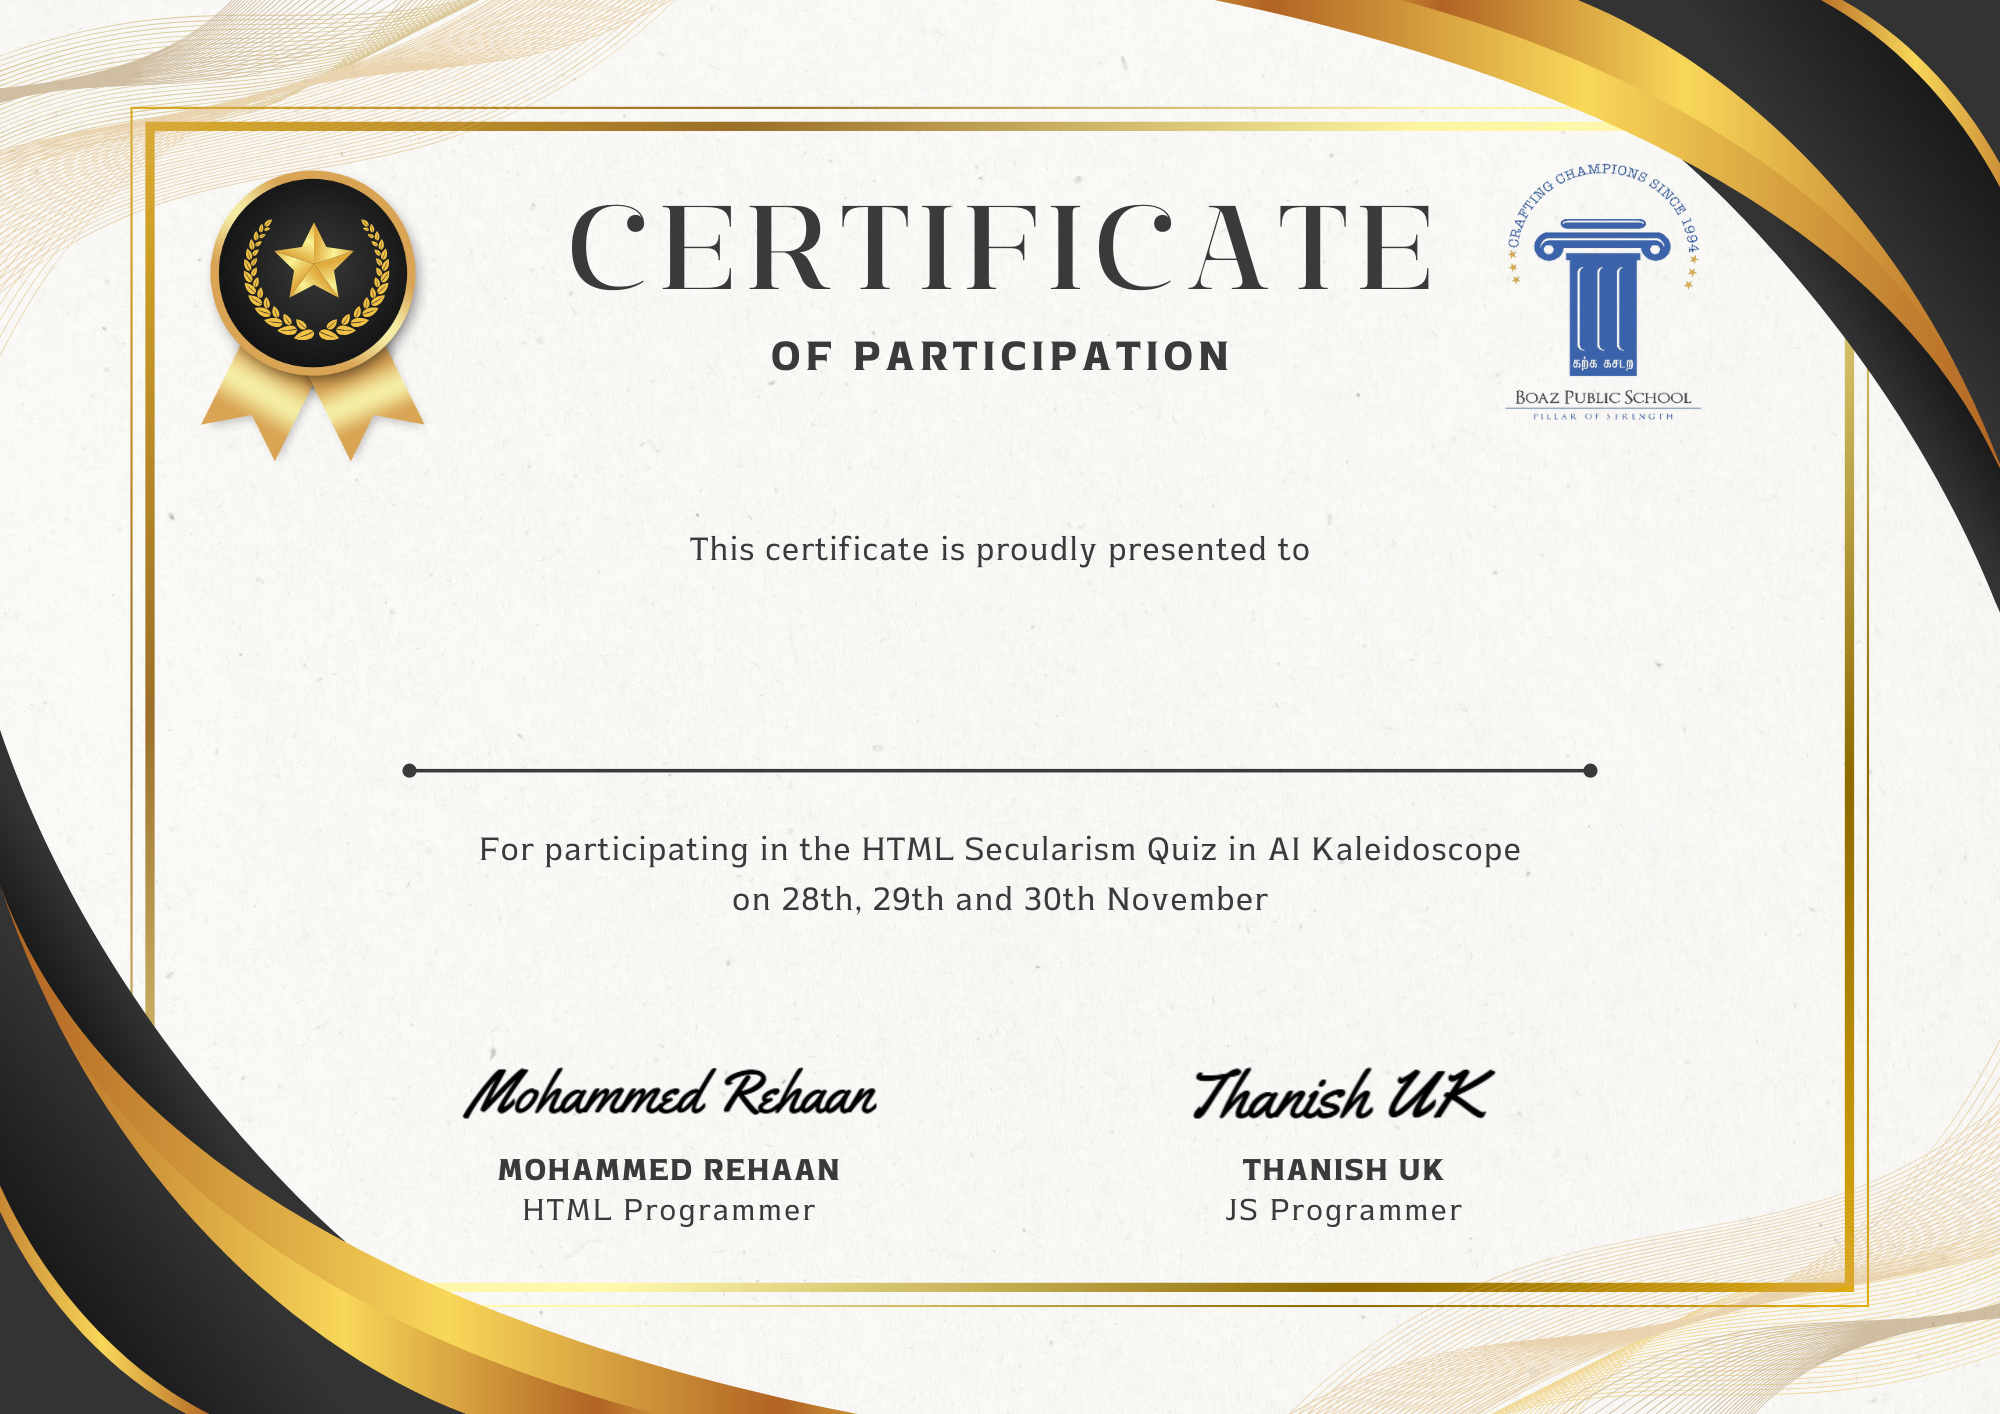 CERTIFICATE
OF PARTICIPATION
CRAFTING CHAMPIONS SINCE 1994
கற்க கசடற
BOAZ PUBLIC SCHOOL
PILLAR OF STRENGTH
This certificate is proudly presented to
For participating in the HTML Secularism Quiz in AI Kaleidoscope
on 28th, 29th and 30th November
Mohammed Rehaan
Thanish UK
MOHAMMED REHAAN
THANISH UK
HTML Programmer
JS Programmer